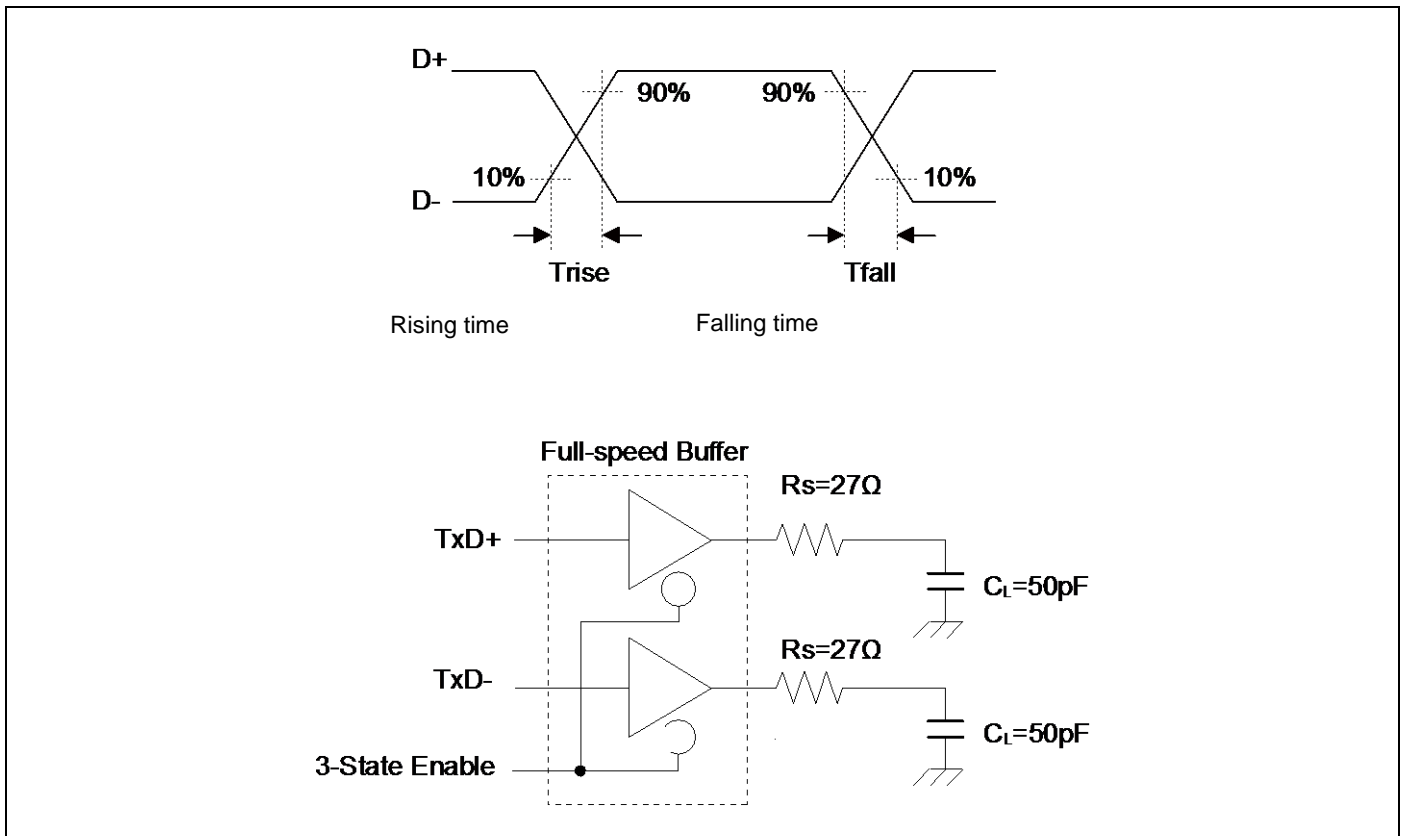 D+
90%
90%
10%
10%
D-
Trise
Tfall
Rising time
Falling time
Full-speed Buffer
Rs=27Ω
TxD+
CL=50pF
Rs=27Ω
TxD-
CL=50pF
3-State Enable